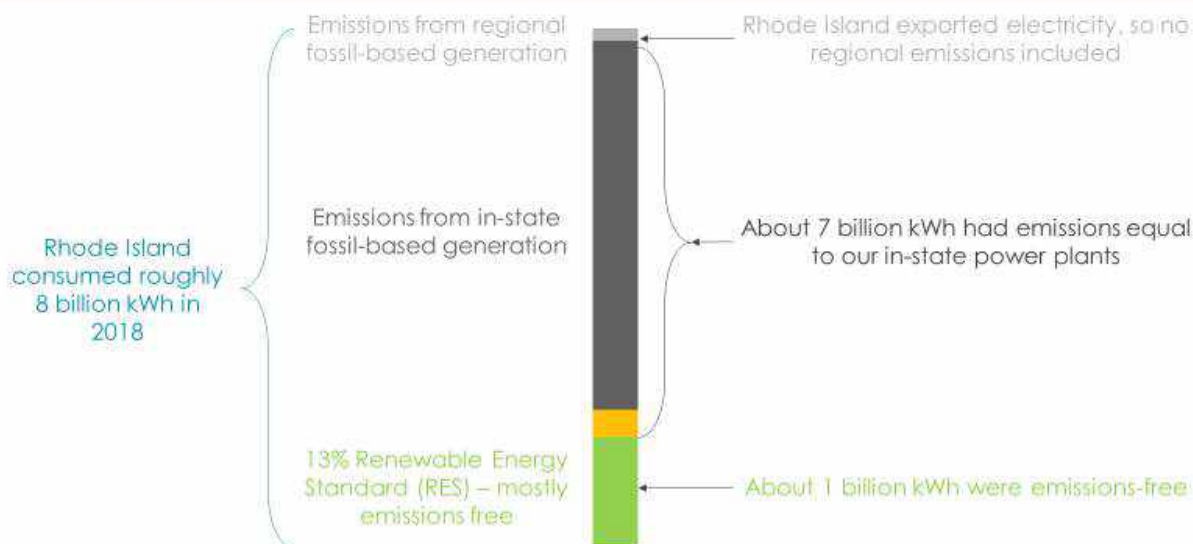 Emissions from regional
fossil-based generation
Rhode Island exported electricity, so no
regional emissions included
Emissions from in-state
fossil-based generation
About 7 billion kWh had emissions equal
to our in-state power plants
Rhode Island
consumed roughly
8 billion kWh in
2018
13% Renewable Energy
Standard (RES) – mostly
emissions free
About 1 billion kWh were emissions-free